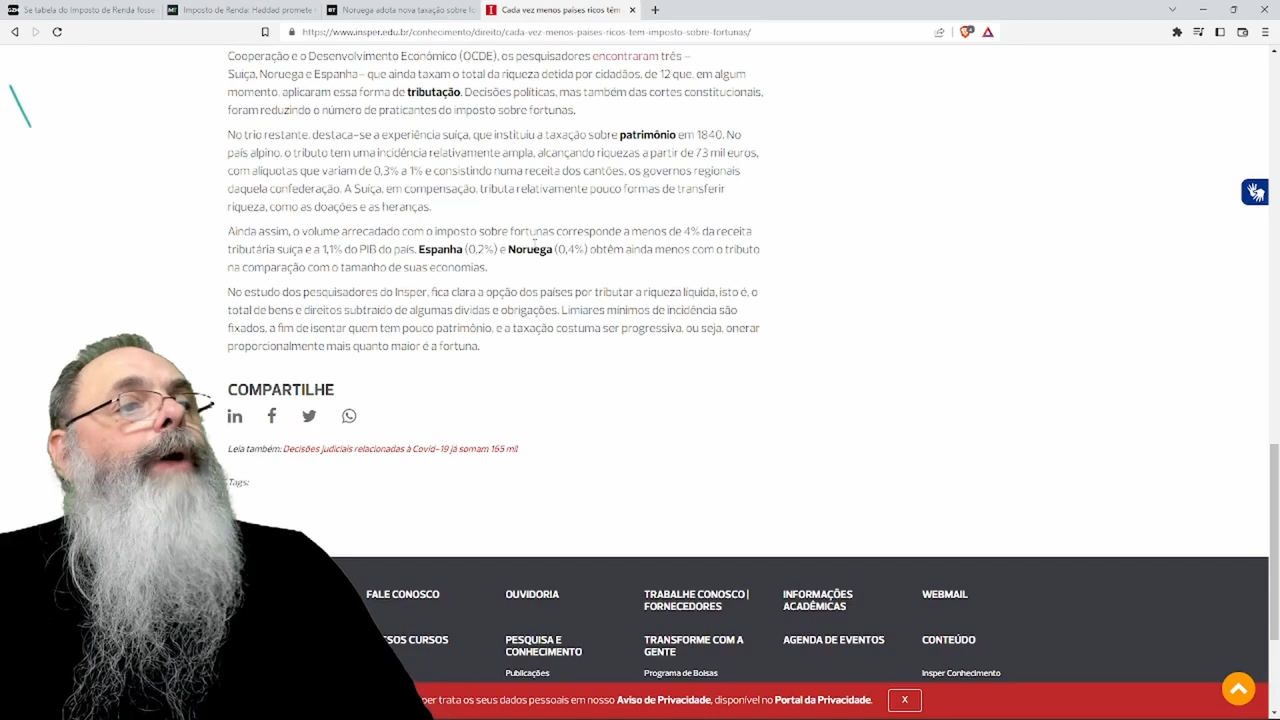 Se tabela do Imposto de Renda fosse
Imposto de Renda: Haddad promete
Noruega adota nova taxação sobre fo
Cada vez menos países ricos têm
https://www.insper.edu.br/conhecimento/direito/cada-vez-menos-paises-ricos-tem-imposto-sobre-fortunas/
Cooperação e o Desenvolvimento Econômico (OCDE), os pesquisadores encontraram três –
Suíça, Noruega e Espanha– que ainda taxam o total da riqueza detida por cidadãos, de 12 que, em algum
momento, aplicaram essa forma de tributação. Decisões políticas, mas também das cortes constitucionais,
foram reduzindo o número de praticantes do imposto sobre fortunas.
No trio restante, destaca-se a experiência suíça, que instituiu a taxação sobre patrimônio em 1840. No
país alpino, o tributo tem uma incidência relativamente ampla, alcançando riquezas a partir de 73 mil euros,
com alíquotas que variam de 0,3% a 1% e consistindo numa receita dos cantões, os governos regionais
daquela confederação. A Suíça, em compensação, tributa relativamente pouco formas de transferir
riqueza, como as doações e as heranças.
Ainda assim, o volume arrecadado com o imposto sobre fortunas corresponde a menos de 4% da receita
tributária suíça e a 1,1% do PIB do país. Espanha (0,2%) e Noruega (0,4%) obtêm ainda menos com o tributo
na comparação com o tamanho de suas economias.
No estudo dos pesquisadores do Insper, fica clara a opção dos países por tributar a riqueza líquida, isto é, o
total de bens e direitos subtraído de algumas dívidas e obrigações. Limiares mínimos de incidência são
fixados, a fim de isentar quem tem pouco patrimônio, e a taxação costuma ser progressiva, ou seja, onerar
proporcionalmente mais quanto maior é a fortuna.
COMPARTILHE
Leia também: Decisões judiciais relacionadas à Covid-19 já somam 165 mil
Tags:
FALE CONOSCO
OUVIDORIA
TRABALHE CONOSCO |
FORNECEDORES
INFORMAÇÕES
ACADÊMICAS
WEBMAIL
SOS CURSOS
PESQUISA E
CONHECIMENTO
TRANSFORME COM A
GENTE
AGENDA DE EVENTOS
CONTEÚDO
Publicações
Programa de Bolsas
Insper Conhecimento
per trata os seus dados pessoais em nosso Aviso de Privacidade, disponível no Portal da Privacidade.
X